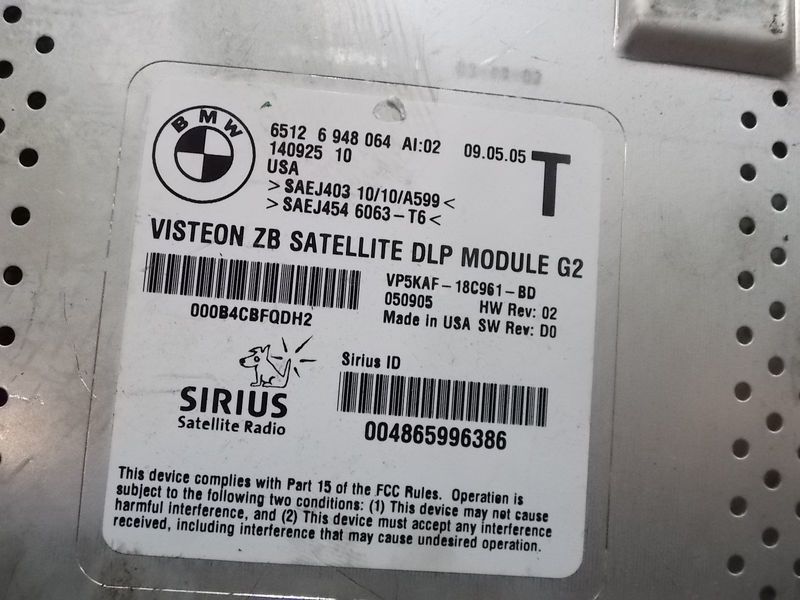 BMW
6512 6 948 064 AI:02 09.05.05 T
140925 10
USA
>SAEJ403 10/10/A599<
>SAEJ454 6063-T6<
VISTEON ZB SATELLITE DLP MODULE G2
VP5KAF-18C961-BD
050905 HW Rev: 02
Made in USA SW Rev: D0
000B4CBFQDH2
Sirius ID
SIRIUS
Satellite Radio
004865996386
This device complies with Part 15 of the FCC Rules. Operation is
subject to the following two conditions: (1) This device may not cause
harmful interference, and (2) This device must accept any interference
received, including interference that may cause undesired operation.